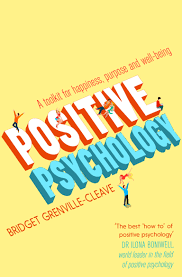 A toolkit for happiness, purpose and well-being
POSITIVE
PSYCHOLOGY
BRIDGET GRENVILLE-CLEAVE
'The best 'how to' of
positive psychology'
DR ILONA BONIWELL,
world leader in the field
of positive psychology